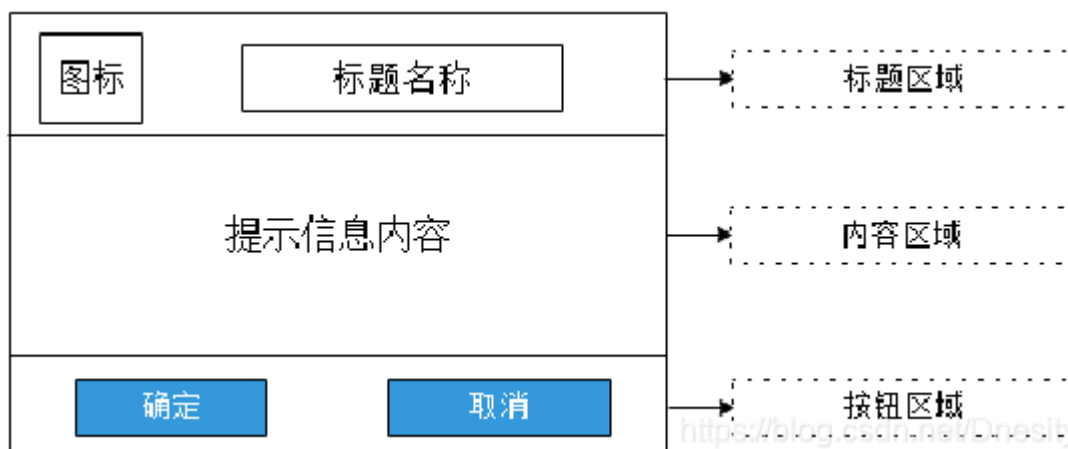 图标
标题名称
标题区域
提示信息内容
内容区域
确定
取消
按钮区域
https://blog.csdn.net/Dnesity